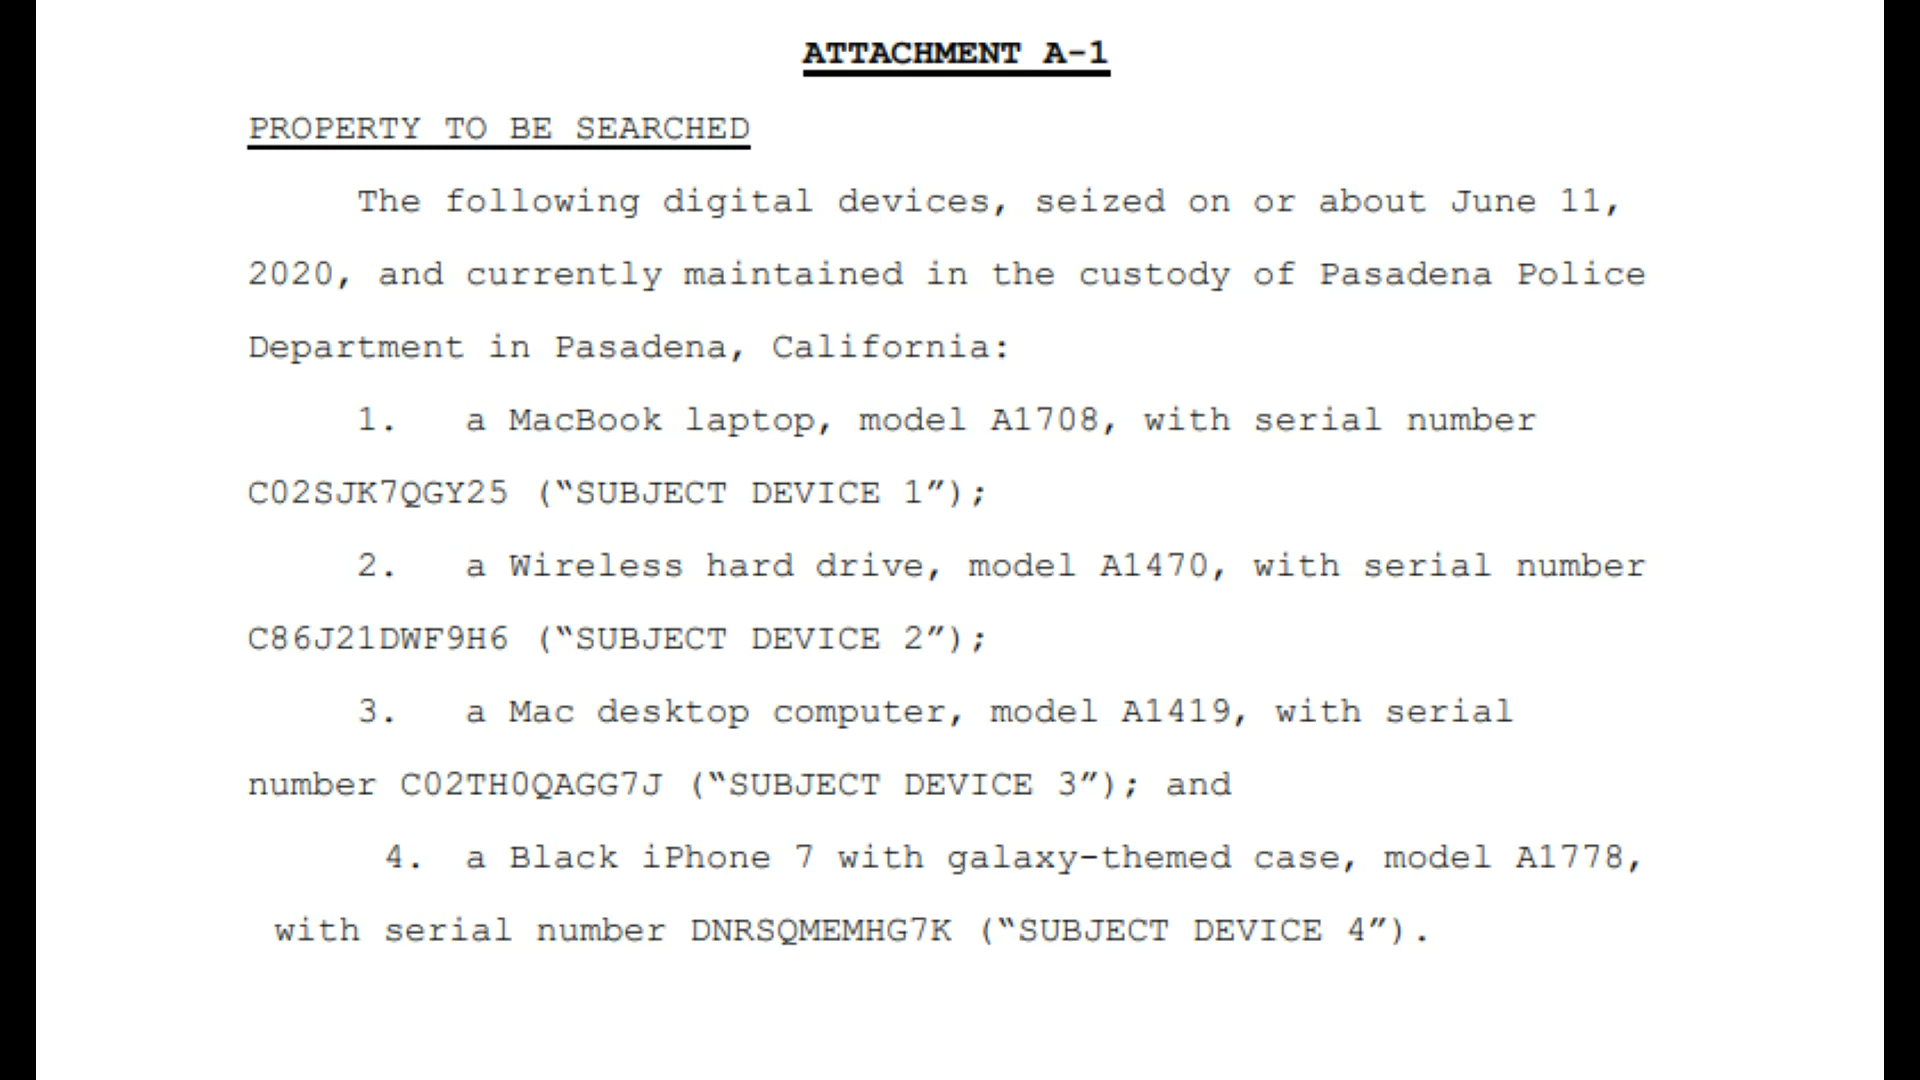 ATTACHMENT A-1
PROPERTY TO BE SEARCHED
The following digital devices, seized on or about June 11,
2020, and currently maintained in the custody of Pasadena Police
Department in Pasadena, California:
1. a MacBook laptop, model A1708, with serial number
C02SJK7QGY25 (“SUBJECT DEVICE 1”);
2. a Wireless hard drive, model A1470, with serial number
C86J21DWF9H6 (“SUBJECT DEVICE 2”);
3. a Mac desktop computer, model A1419, with serial
number C02TH0QAGG7J (“SUBJECT DEVICE 3”); and
4. a Black iPhone 7 with galaxy-themed case, model A1778,
with serial number DNRSQMEMHG7K (“SUBJECT DEVICE 4”).